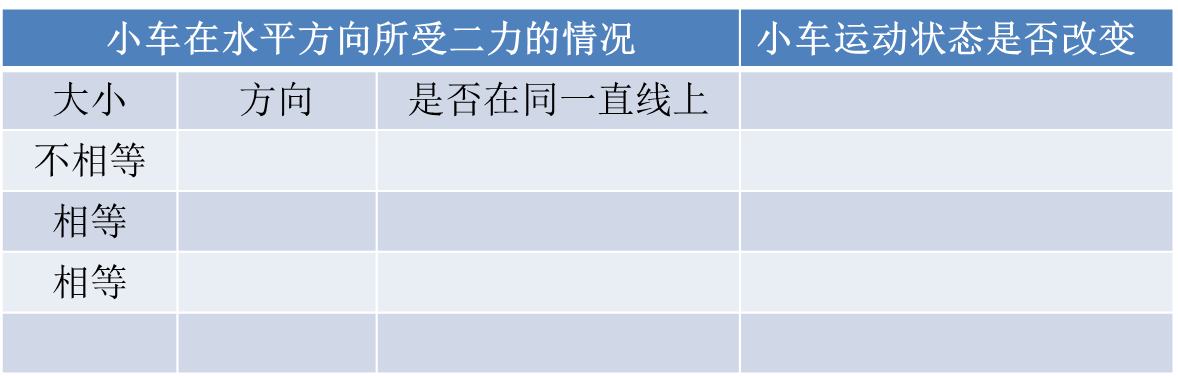 小车在水平方向所受二力的情况 小车运动状态是否改变
大小 方向 是否在同一直线上
不相等
相等
相等